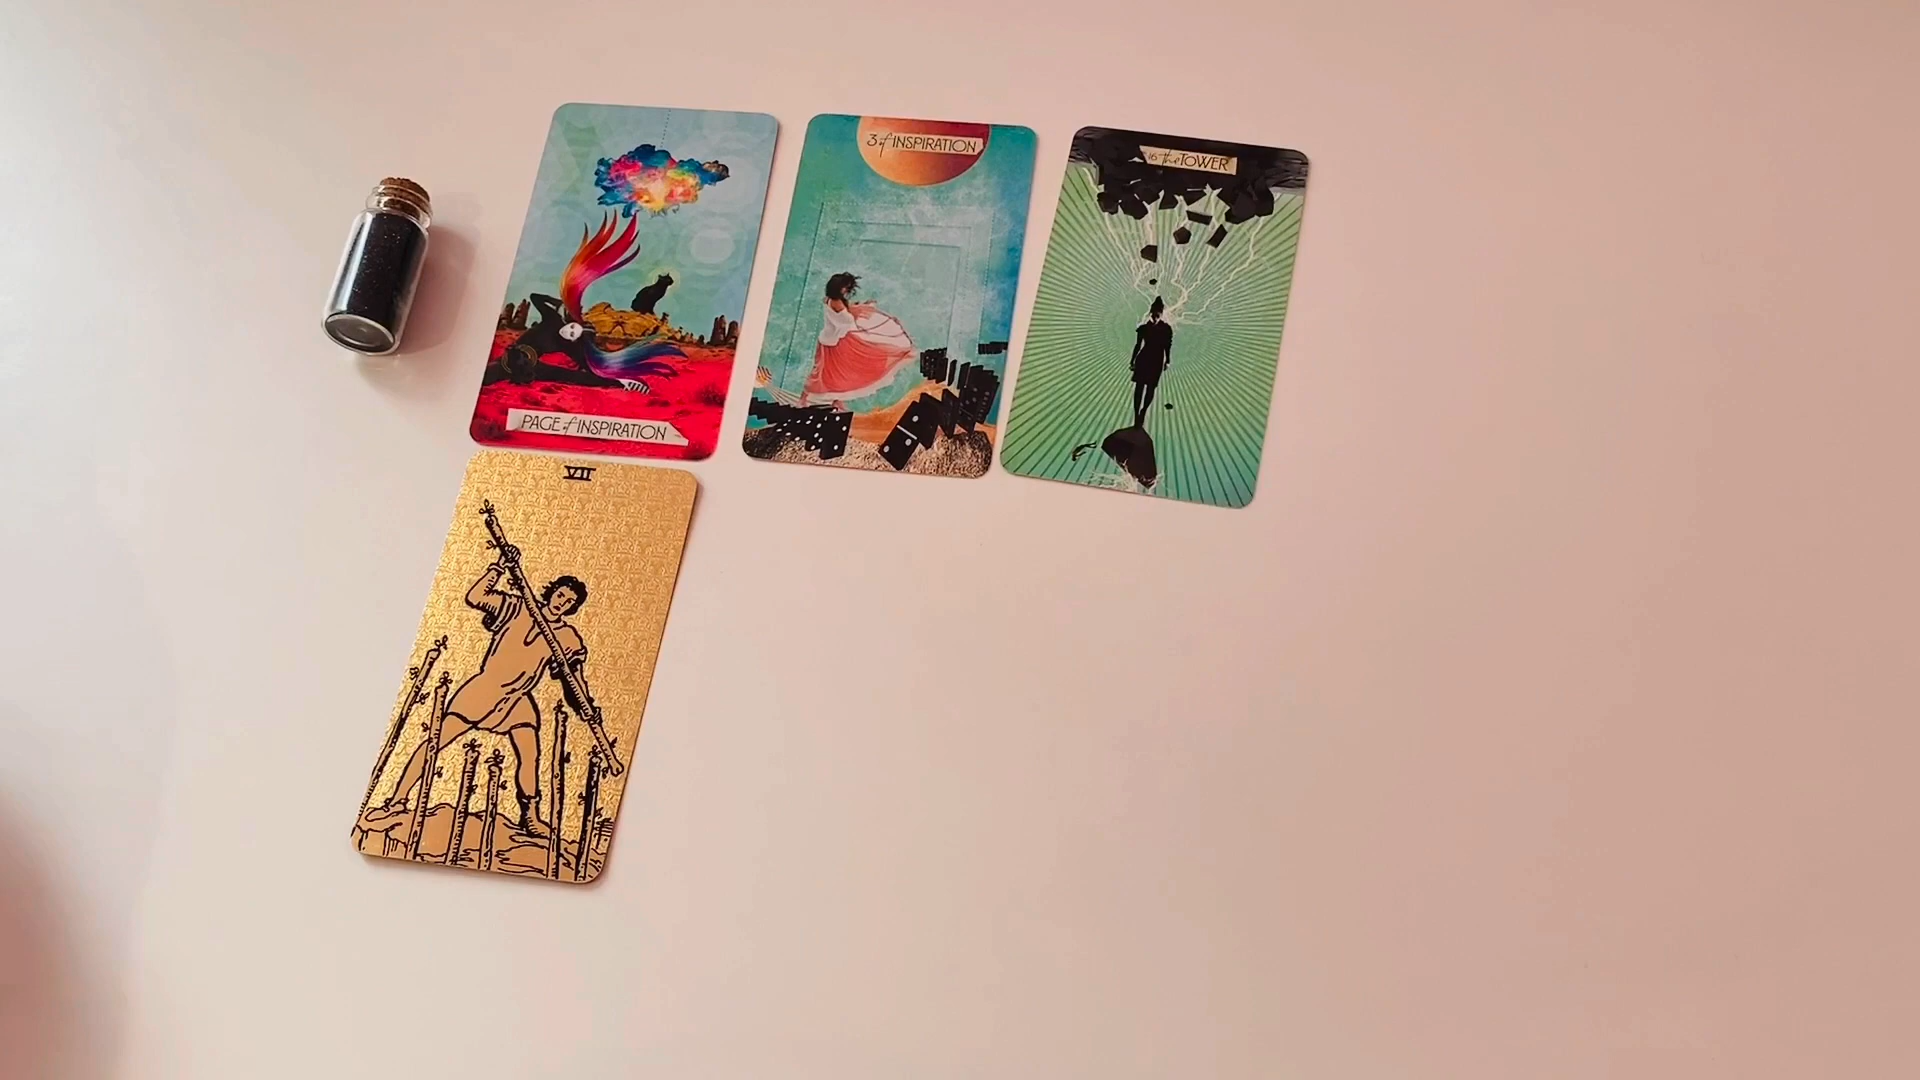 PAGE of INSPIRATION
3 of INSPIRATION
16 the TOWER
VII